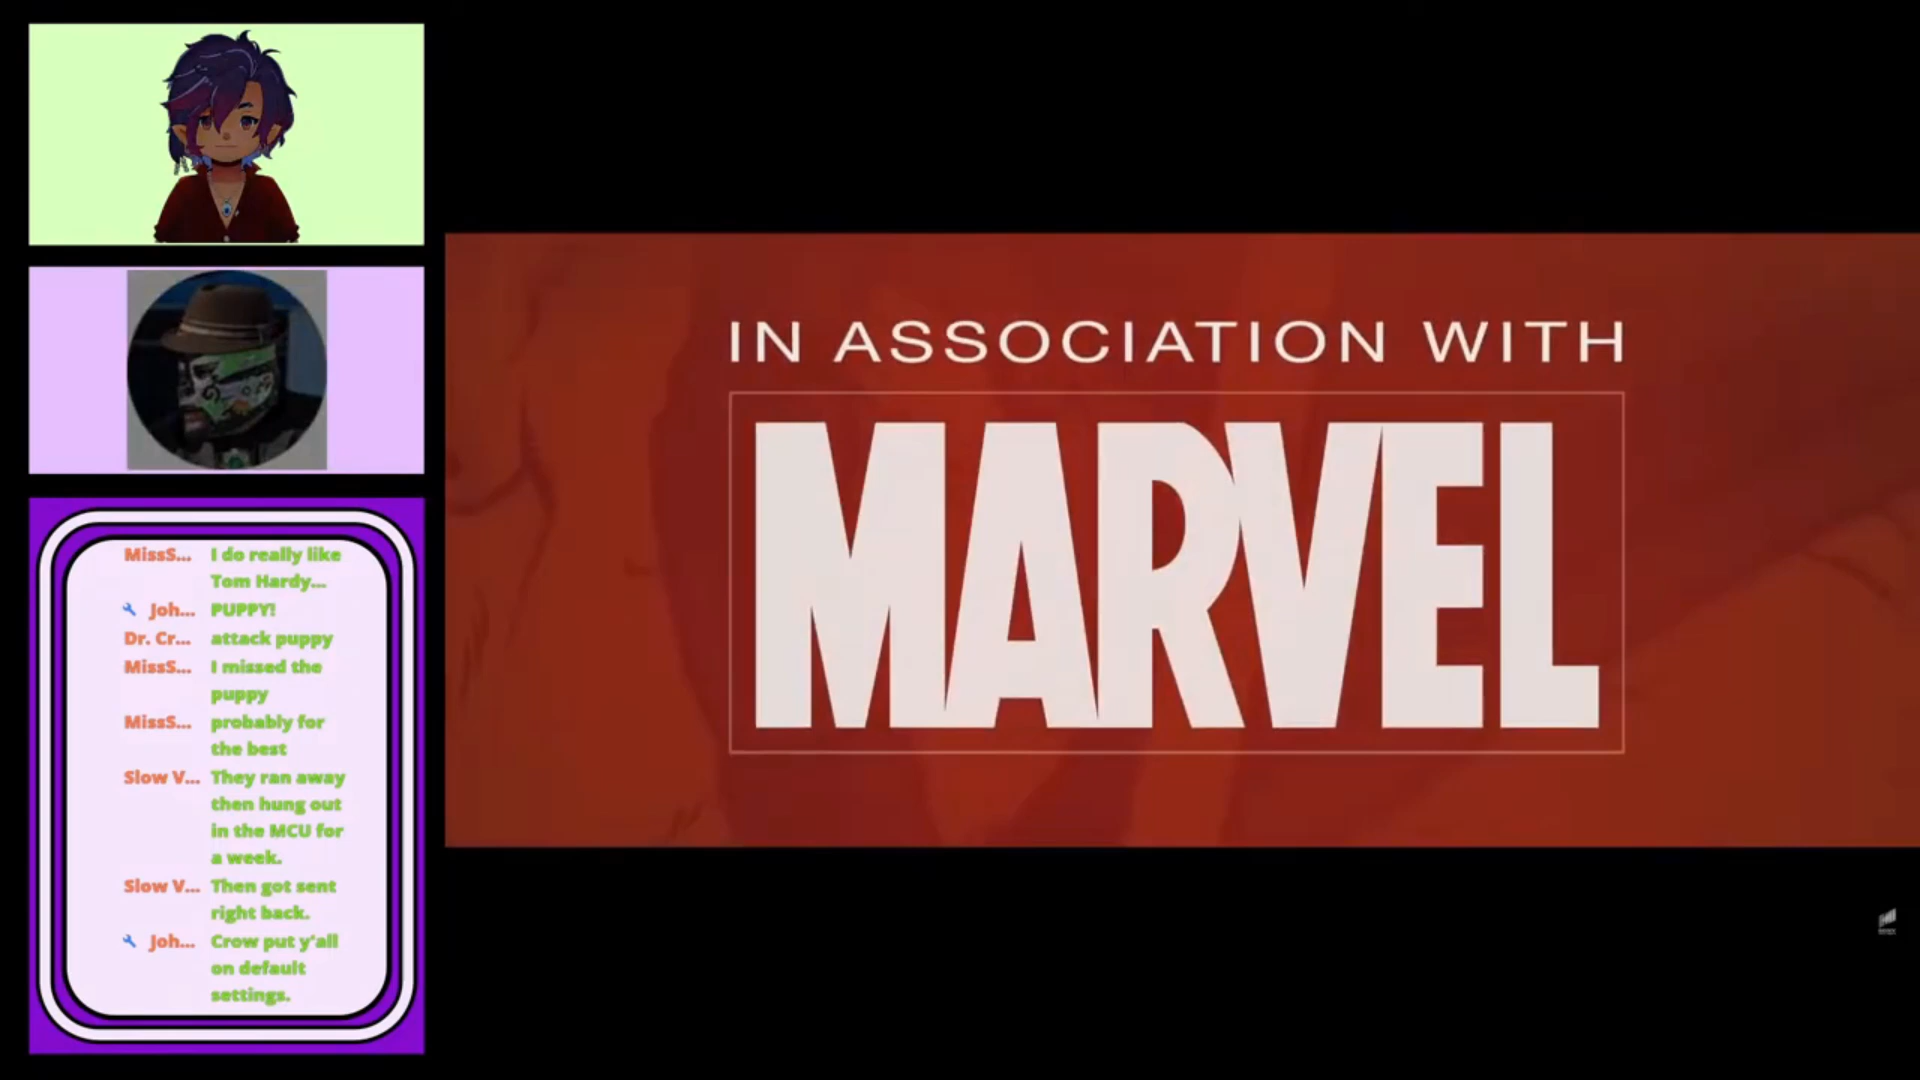 IN ASSOCIATION WITH
MARVEL
MissS... I do really like
Tom Hardy...
Joh... PUPPY!
Dr. Cr... attack puppy
MissS... I missed the
puppy
MissS... probably for
the best
Slow V... They ran away
then hung out
in the MCU for
a week.
Slow V... Then got sent
right back.
Joh... Crow put y'all
on default
settings.